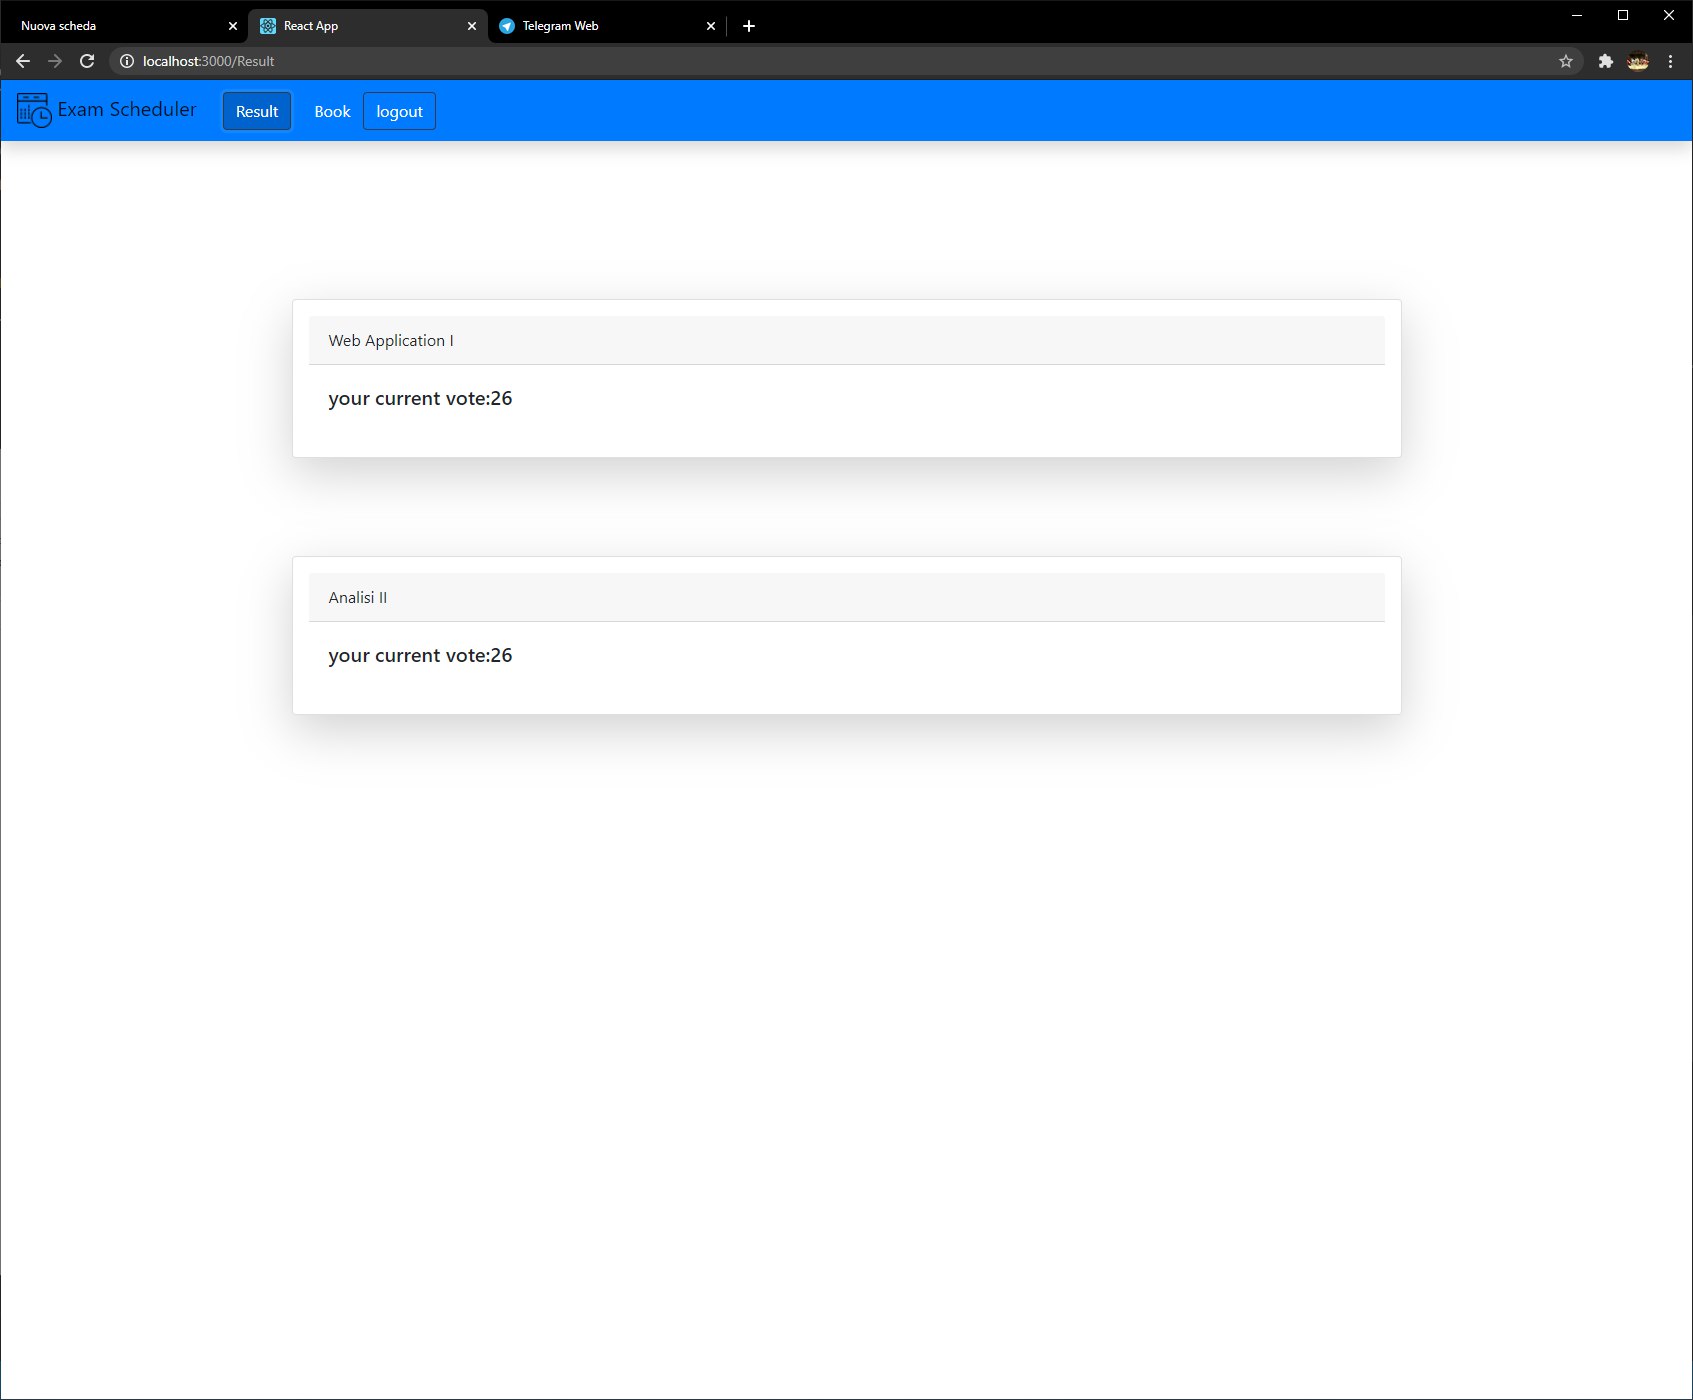 Nuova scheda
React App
Telegram Web
localhost:3000/Result
Exam Scheduler Result Book logout
Web Application I
your current vote:26
Analisi II
your current vote:26